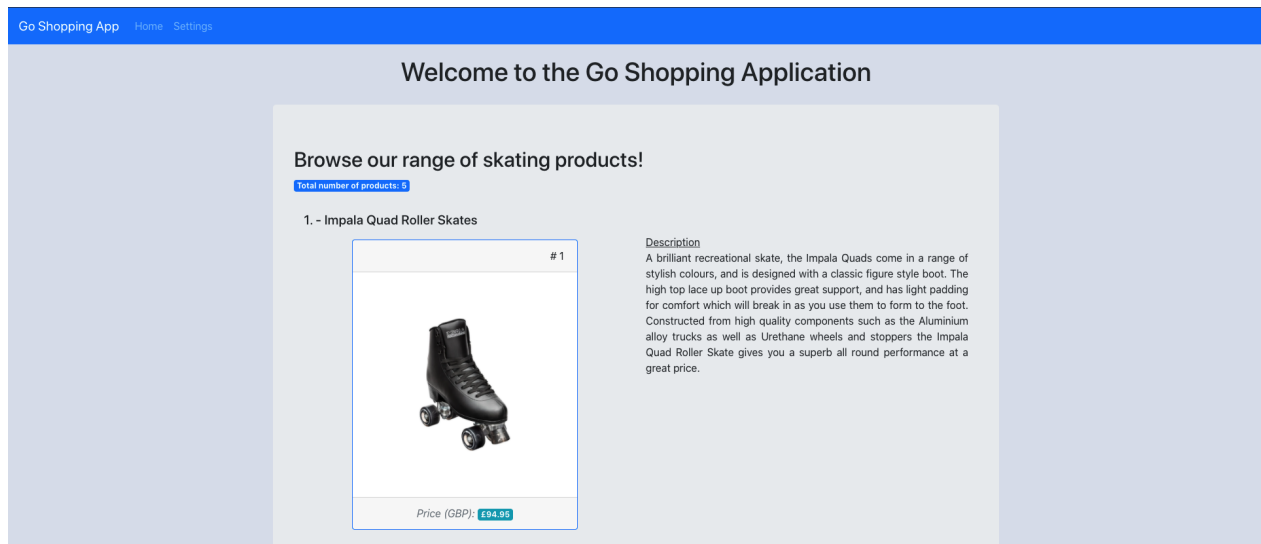 Go Shopping App Home Settings
Welcome to the Go Shopping Application
Browse our range of skating products!
Total number of products: 5
1. - Impala Quad Roller Skates
# 1
Price (GBP): £94.95
Description
A brilliant recreational skate, the Impala Quads come in a range of
stylish colours, and is designed with a classic figure style boot. The
high top lace up boot provides great support, and has light padding
for comfort which will break in as you use them to form to the foot.
Constructed from high quality components such as the Aluminium
alloy trucks as well as Urethane wheels and stoppers the Impala
Quad Roller Skate gives you a superb all round performance at a
great price.